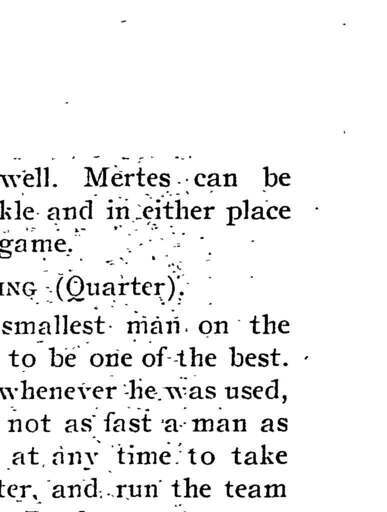 well. Mertes can be
kle and in either place
game.
ING (Quarter).
smallest man on the
to be one of the best.
whenever he was used,
not as fast a man as
at any time to take
ter, and run the team